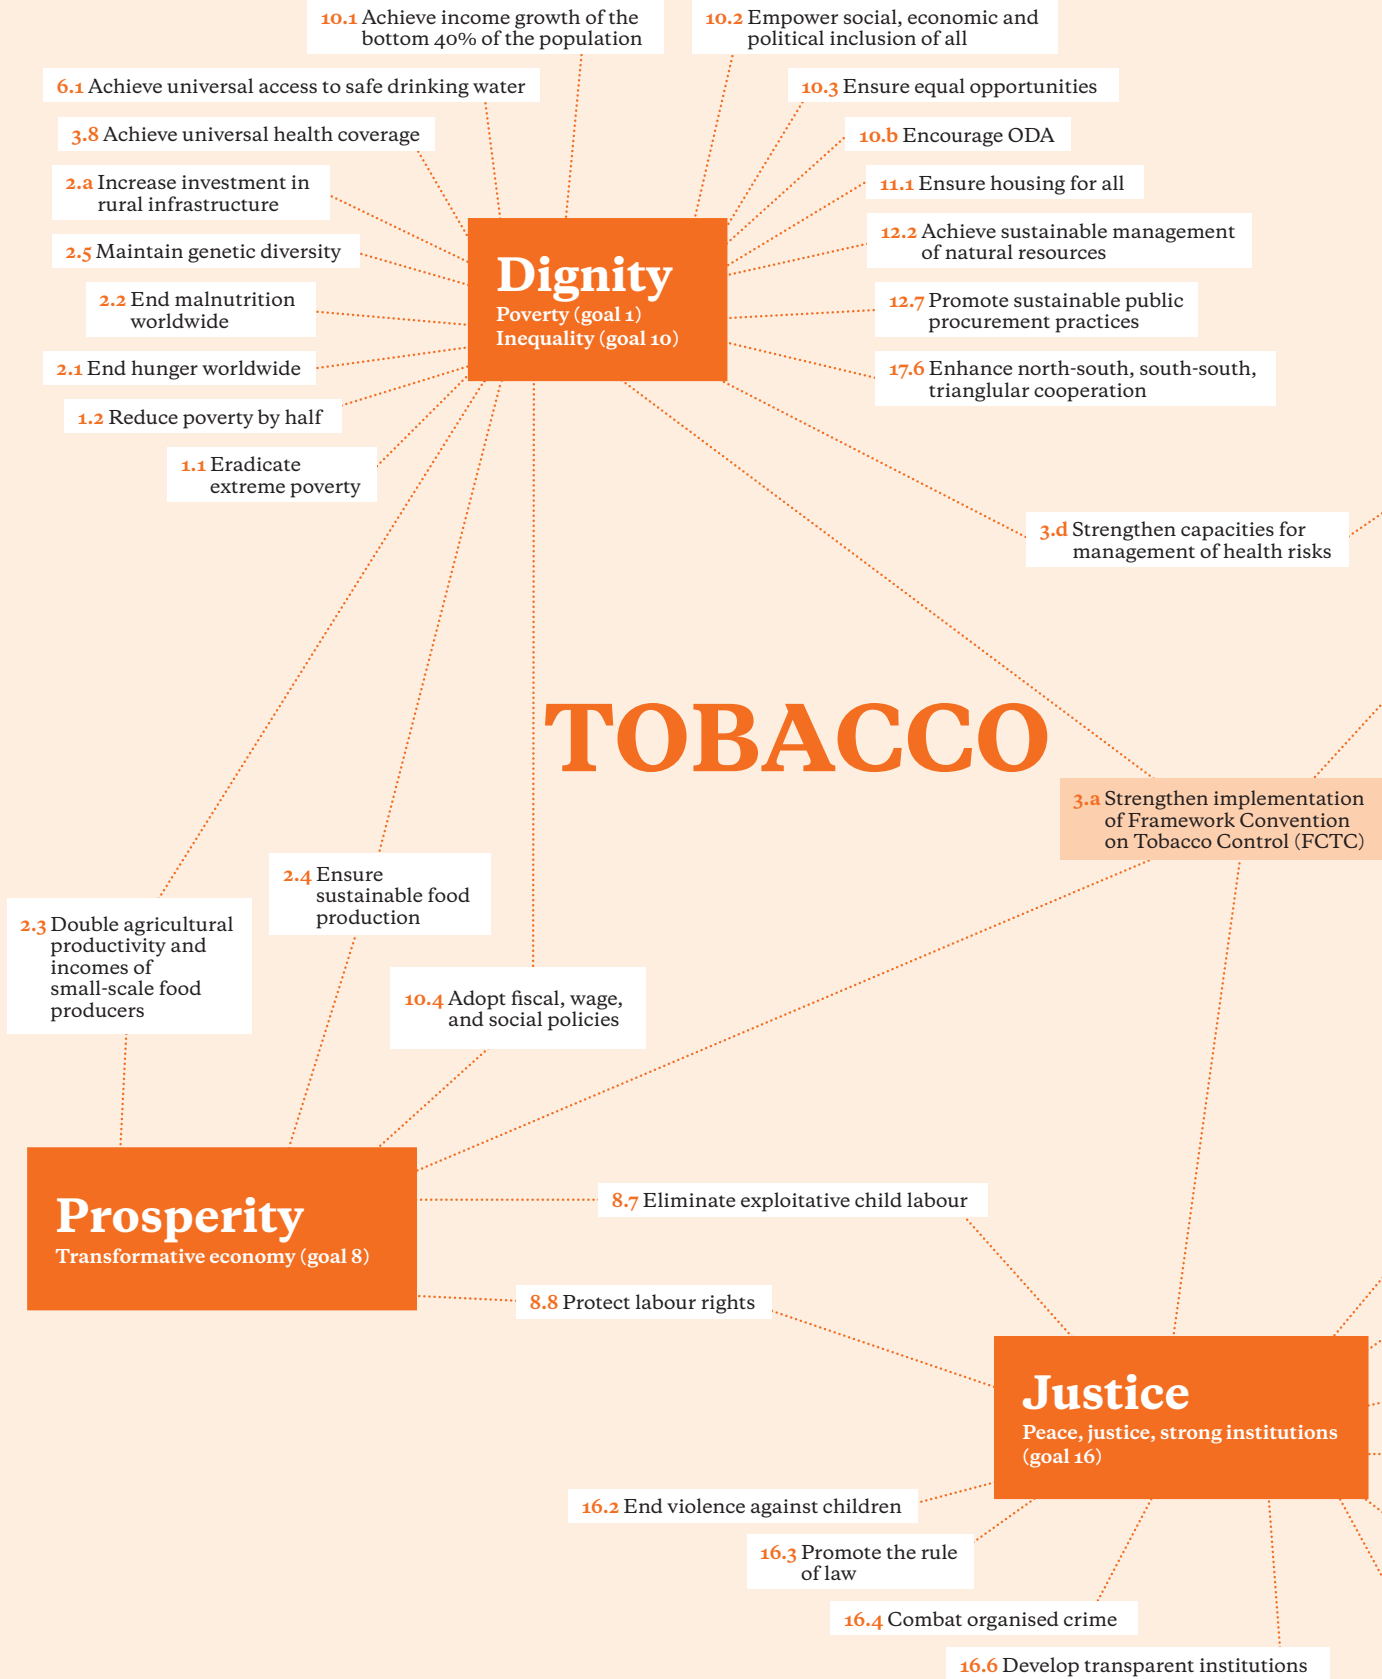 10.1 Achieve income growth of the
bottom 40% of the population
10.2 Empower social, economic and
political inclusion of all
6.1 Achieve universal access to safe drinking water
10.3 Ensure equal opportunities
3.8 Achieve universal health coverage
10.b Encourage ODA
2.a Increase investment in
rural infrastructure
11.1 Ensure housing for all
2.5 Maintain genetic diversity
12.2 Achieve sustainable management
of natural resources
Dignity
Poverty (goal 1)
Inequality (goal 10)
2.2 End malnutrition
worldwide
12.7 Promote sustainable public
procurement practices
2.1 End hunger worldwide
17.6 Enhance north-south, south-south,
trianglular cooperation
1.2 Reduce poverty by half
1.1 Eradicate
extreme poverty
3.d Strengthen capacities for
management of health risks
TOBACCO
3.a Strengthen implementation
of Framework Convention
on Tobacco Control (FCTC)
2.4 Ensure
sustainable food
production
2.3 Double agricultural
productivity and
incomes of
small-scale food
producers
10.4 Adopt fiscal, wage,
and social policies
Prosperity
Transformative economy (goal 8)
8.7 Eliminate exploitative child labour
8.8 Protect labour rights
Justice
Peace, justice, strong institutions
(goal 16)
16.2 End violence against children
16.3 Promote the rule
of law
16.4 Combat organised crime
16.6 Develop transparent institutions